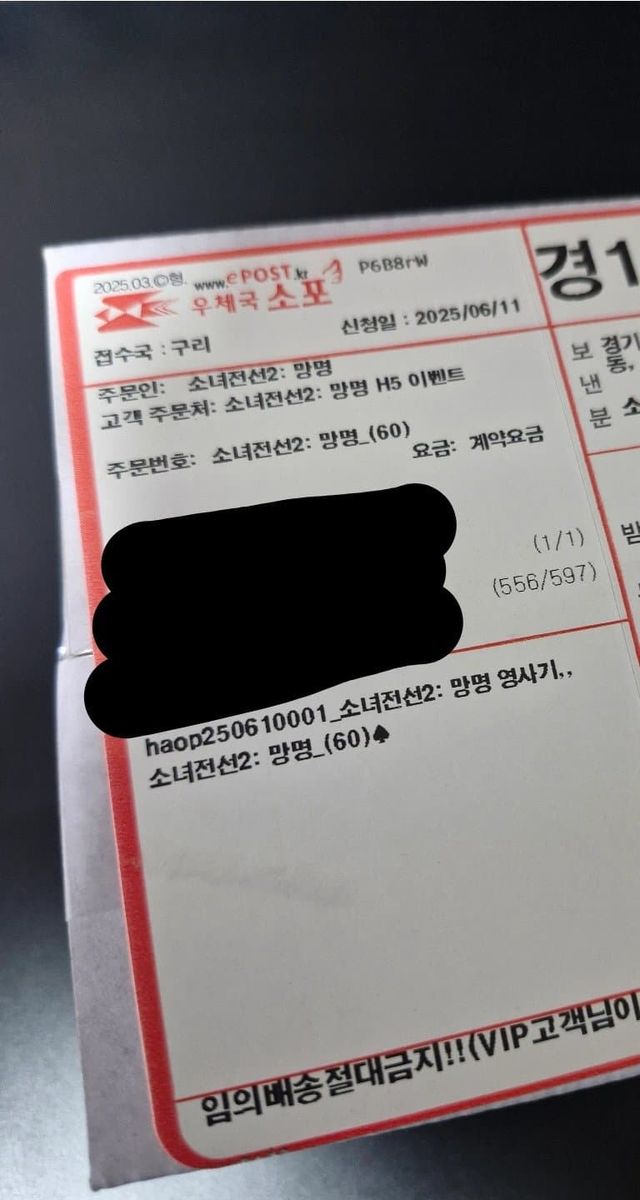 2025.03.©형.
www.ePOST.kr
P6B8rW
우체국 소포
신청일 : 2025/06/11
접수국 : 구리
경1
주문인: 소녀전선2: 망명
고객 주문처: 소녀전선2: 망명 H5 이벤트
주문번호: 소녀전선2: 망명_(60)
요금: 계약요금
보낸분
경기
동,
소
(1/1)
(556/597)
받
haop250610001_소녀전선2: 망명 영사기,,
소녀전선2: 망명_(60)♠
임의배송절대금지!!(VIP고객님이